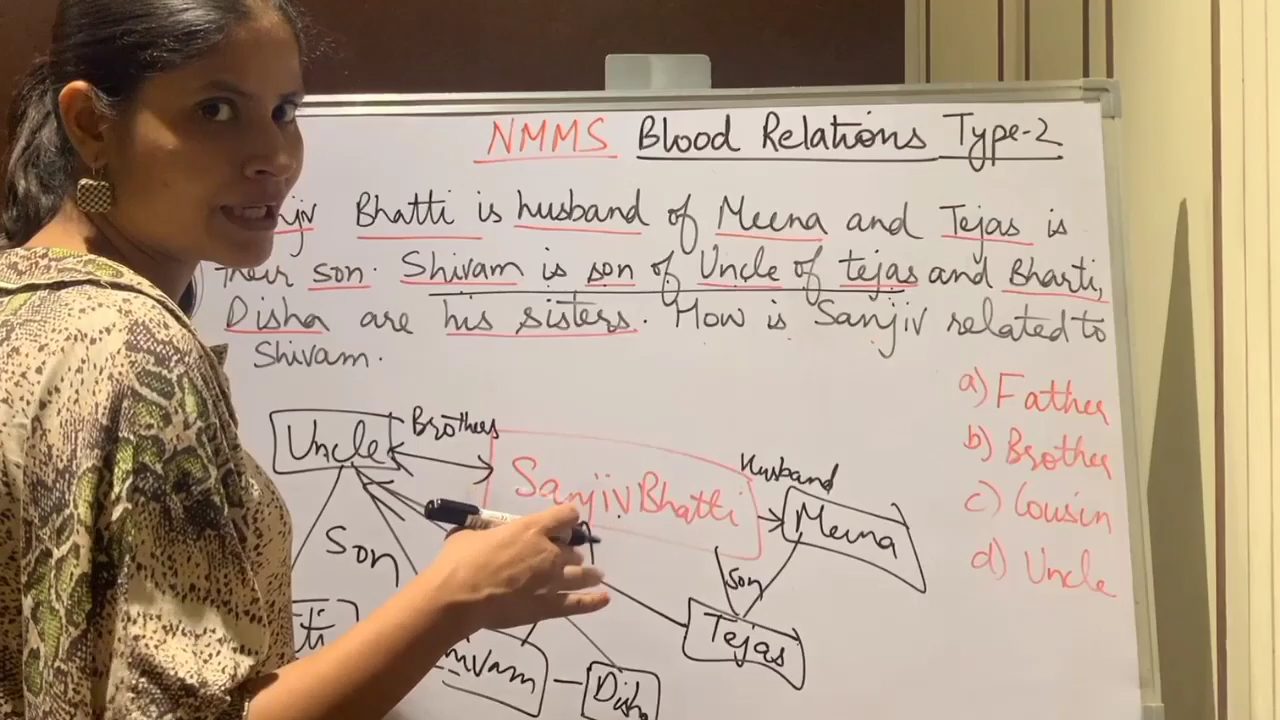 NMMS Blood Relations Type-2
Bhatti is husband of Meena and Tejas is
their son. Shivam is son of Uncle of tejas and Bharti,
Disha are his sisters. How is Sanjiv related to
Shivam.
a) Father
b) Brother
c) Cousin
d) Uncle
Uncle
Brothers
Sanjiv Bhatti
Husband
Meena
Son
Son
Tejas